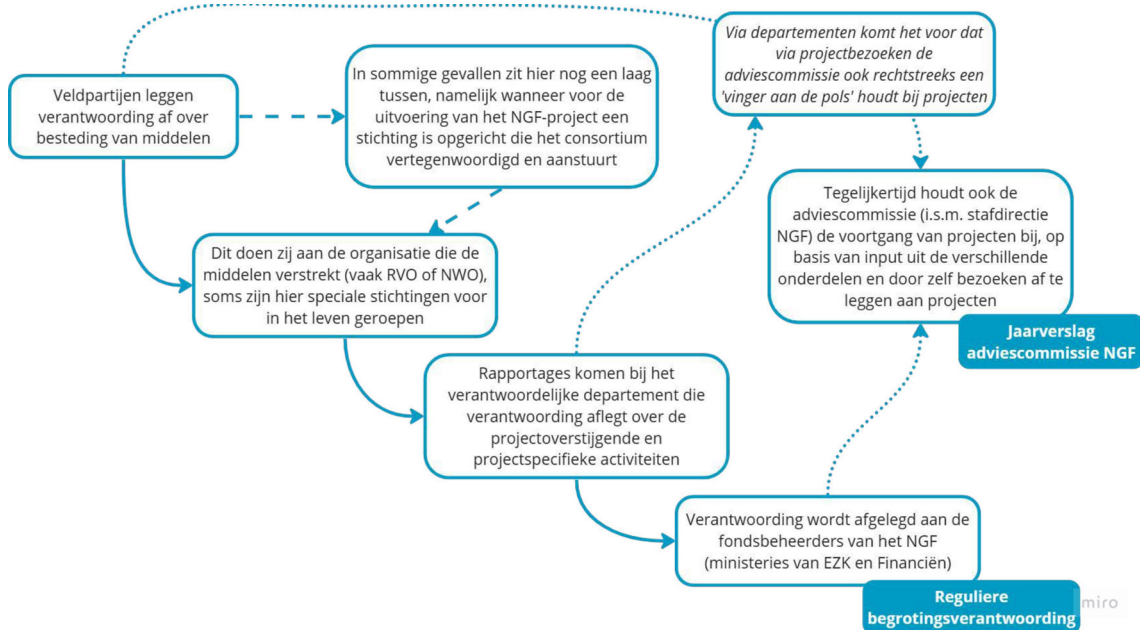 Veldpartijen leggen
verantwoording af over
besteding van middelen
In sommige gevallen zit hier nog een laag
tussen, namelijk wanneer voor de
uitvoering van het NGF-project een
stichting is opgericht die het consortium
vertegenwoordigd en aanstuurt
Via departementen komt het voor dat
via projectbezoeken de
adviescommissie ook rechtstreeks een
'vinger aan de pols' houdt bij projecten
Tegelijkertijd houdt ook de
adviescommissie (i.s.m. stafdirectie
NGF) de voortgang van projecten bij, op
basis van input uit de verschillende
onderdelen en door zelf bezoeken af te
leggen aan projecten
Jaarverslag
adviescommissie NGF
Dit doen zij aan de organisatie die de
middelen verstrekt (vaak RVO of NWO),
soms zijn hier speciale stichtingen voor
in het leven geroepen
Rapportages komen bij het
verantwoordelijke departement die
verantwoording aflegt over de
projectoverstijgende en
projectspecifieke activiteiten
Verantwoording wordt afgelegd aan de
fondsbeheerders van het NGF
(ministeries van EZK en Financiën)
Reguliere
begrotingsverantwoording
miro